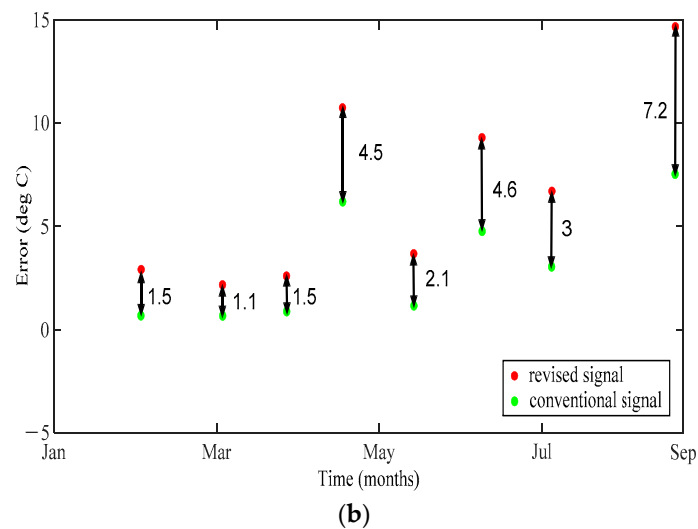 15
7.2
10
4.5
4.6
Error (deg C)
5
3
2.1
1.5
1.1
1.5
0
revised signal
conventional signal
−5
Jan
Mar
May
Jul
Sep
Time (months)
(b)